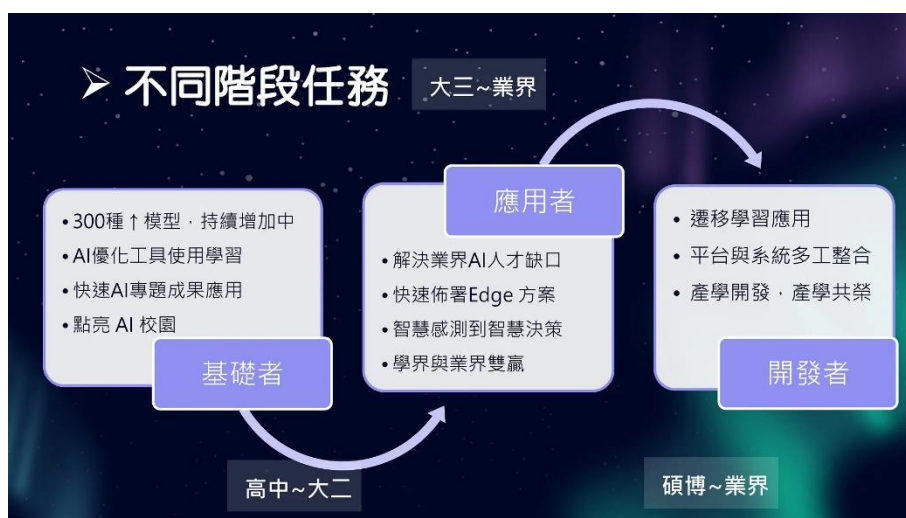 ➢ 不同階段任務
大三~業界
•300種↑模型，持續增加中
•AI優化工具使用學習
•快速AI專題成果應用
•點亮 AI 校園
基礎者
高中~大二
應用者
•解決業界AI人才缺口
•快速佈署Edge 方案
•智慧感測到智慧決策
•學界與業界雙贏
• 遷移學習應用
• 平台與系統多工整合
• 產學開發，產學共榮
開發者
碩博~業界